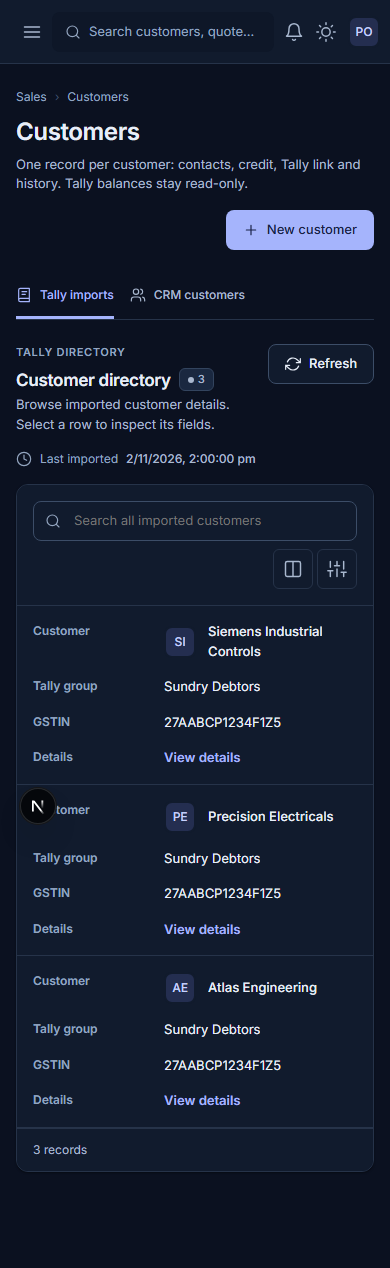 Search customers, quote...
PO
Sales › Customers
Customers
One record per customer: contacts, credit, Tally link and
history. Tally balances stay read-only.
New customer
Tally imports
CRM customers
TALLY DIRECTORY
Customer directory
3
Refresh
Browse imported customer details.
Select a row to inspect its fields.
Last imported 2/11/2026, 2:00:00 pm
Search all imported customers
Customer
SI
Siemens Industrial
Controls
Tally group Sundry Debtors
GSTIN 27AABCP1234F1Z5
Details View details
N
tomer
PE
Precision Electricals
Tally group Sundry Debtors
GSTIN 27AABCP1234F1Z5
Details View details
Customer
AE
Atlas Engineering
Tally group Sundry Debtors
GSTIN 27AABCP1234F1Z5
Details View details
3 records